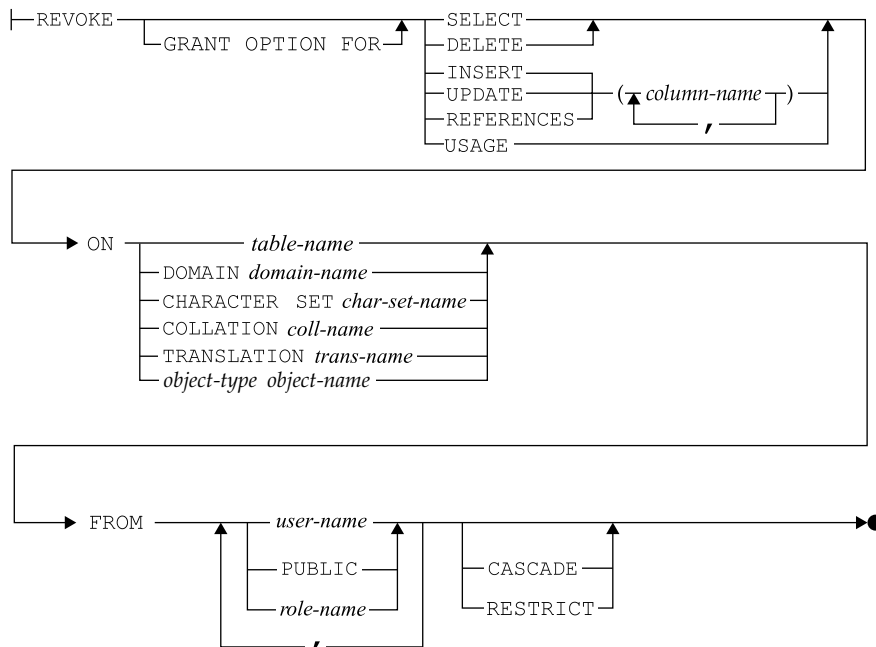 REVOKE
GRANT OPTION FOR
SELECT
DELETE
INSERT
UPDATE
REFERENCES
( column-name )
,
USAGE
ON
table-name
DOMAIN domain-name
CHARACTER SET char-set-name
COLLATION coll-name
TRANSLATION trans-name
object-type object-name
FROM
user-name
PUBLIC
role-name
,
CASCADE
RESTRICT